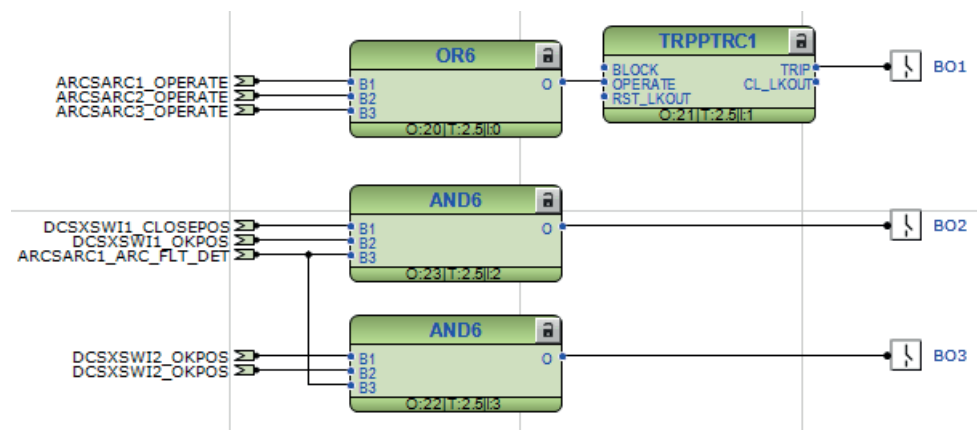 OR6
TRPPTRC1
ARCSARC1_OPERATE
ARCSARC2_OPERATE
ARCSARC3_OPERATE
B1
B2
B3
O
BLOCK
OPERATE
RST_LKOUT
TRIP
CL_LKOUT
BO1
O:20|T:2.5|I:0
O:21|T:2.5|I:1
AND6
DCSXSWI1_CLOSEPOS
DCSXSWI1_OKPOS
ARCSARC1_ARC_FLT_DET
B1
B2
B3
O
BO2
O:23|T:2.5|I:2
AND6
DCSXSWI2_OKPOS
DCSXSWI2_OKPOS
B1
B2
B3
O
BO3
O:22|T:2.5|I:3